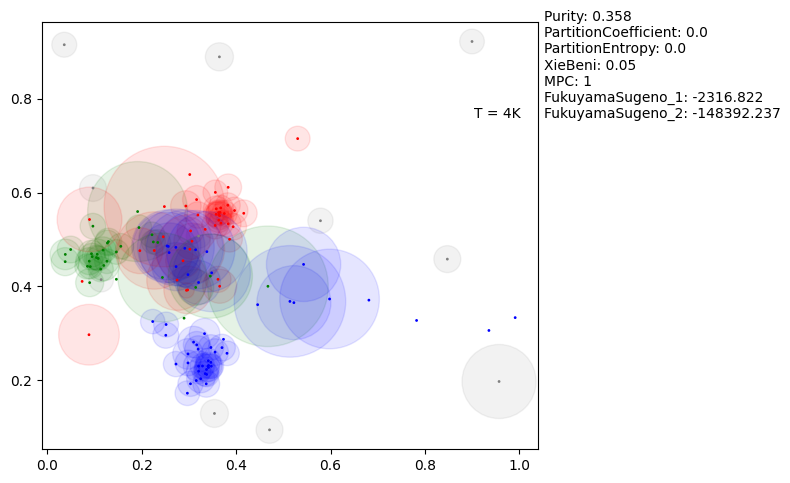 Purity: 0.358
PartitionCoefficient: 0.0
PartitionEntropy: 0.0
XieBeni: 0.05
MPC: 1
FukuyamaSugeno_1: -2316.822
FukuyamaSugeno_2: -148392.237
T = 4K
0.8
0.6
0.4
0.2
0.0 0.2 0.4 0.6 0.8 1.0